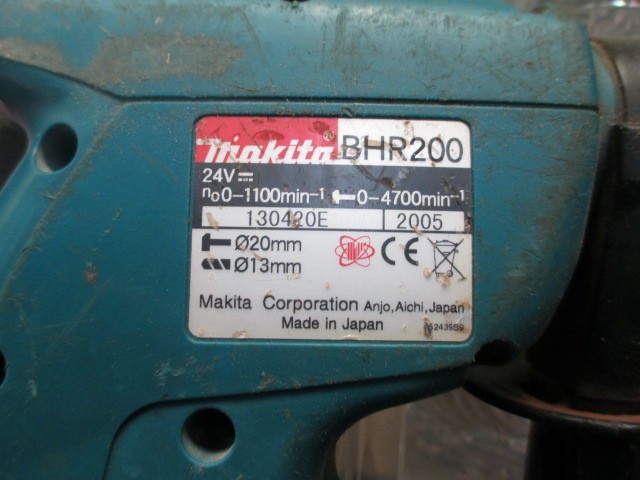 makita® BHR200
24V⎓
n₀0-1100min⁻¹ 0-4700min⁻¹
130420E 2005
Ø20mm
Ø13mm
CE
Makita Corporation Anjo, Aichi, Japan
Made in Japan